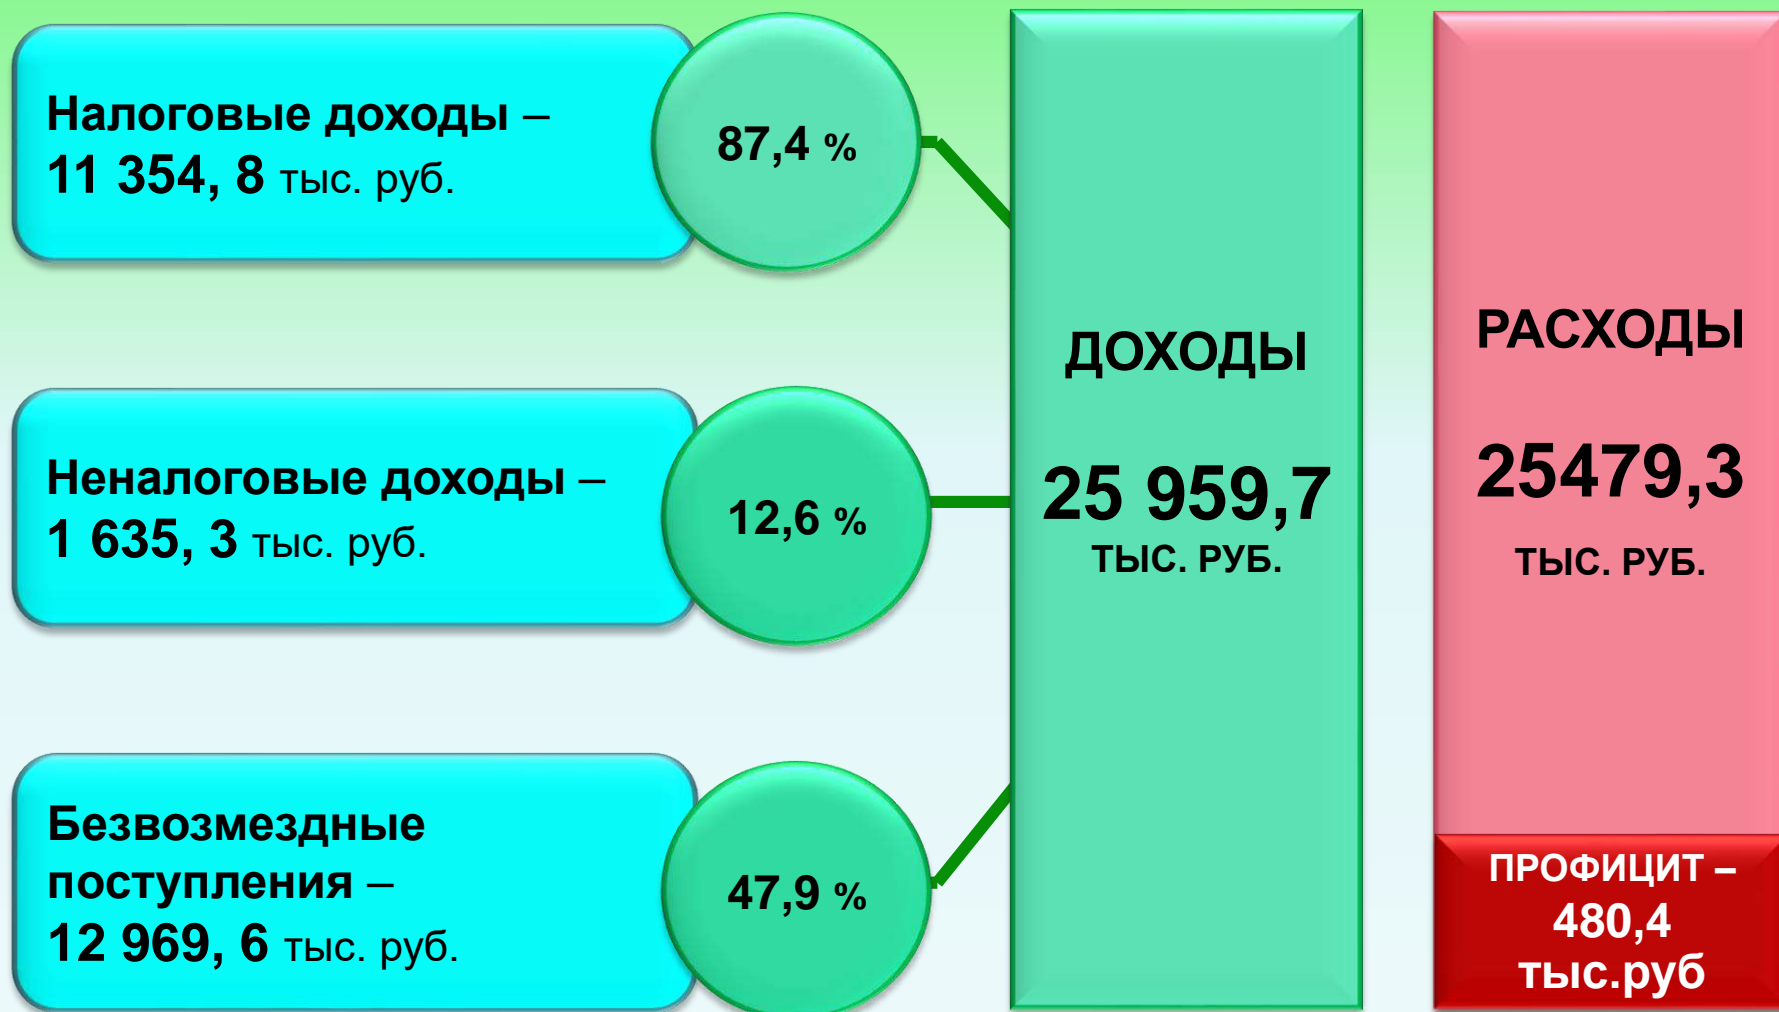 Налоговые доходы –
11 354, 8 тыс. руб.
87,4 %
Неналоговые доходы –
1 635, 3 тыс. руб.
12,6 %
Безвозмездные
поступления –
12 969, 6 тыс. руб.
47,9 %
ДОХОДЫ
25 959,7
ТЫС. РУБ.
РАСХОДЫ
25479,3
ТЫС. РУБ.
ПРОФИЦИТ –
480,4
тыс.руб